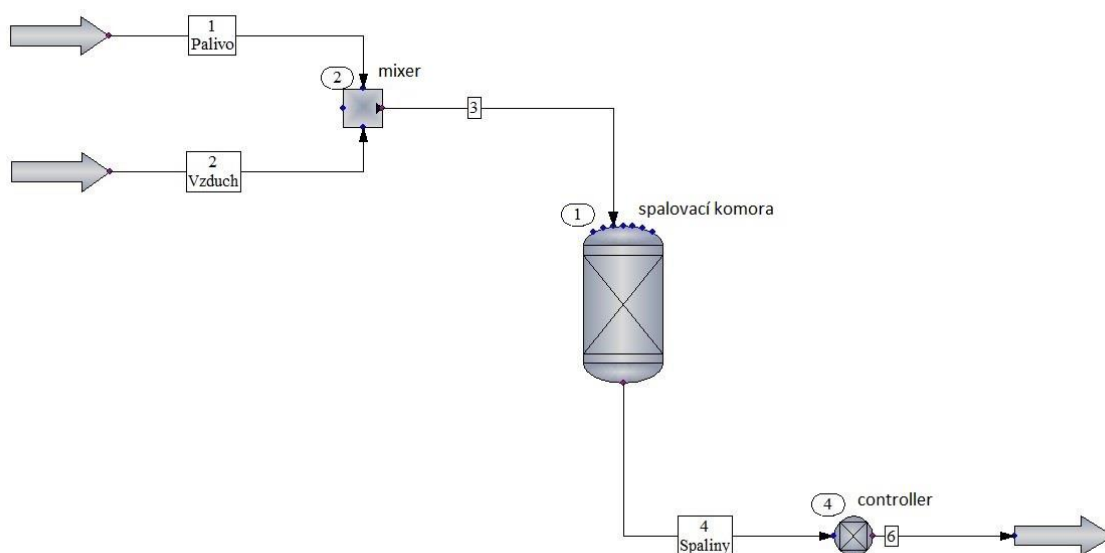 1
Palivo
2
mixer
3
2
Vzduch
1
spalovací komora
4
Spaliny
4
controller
6